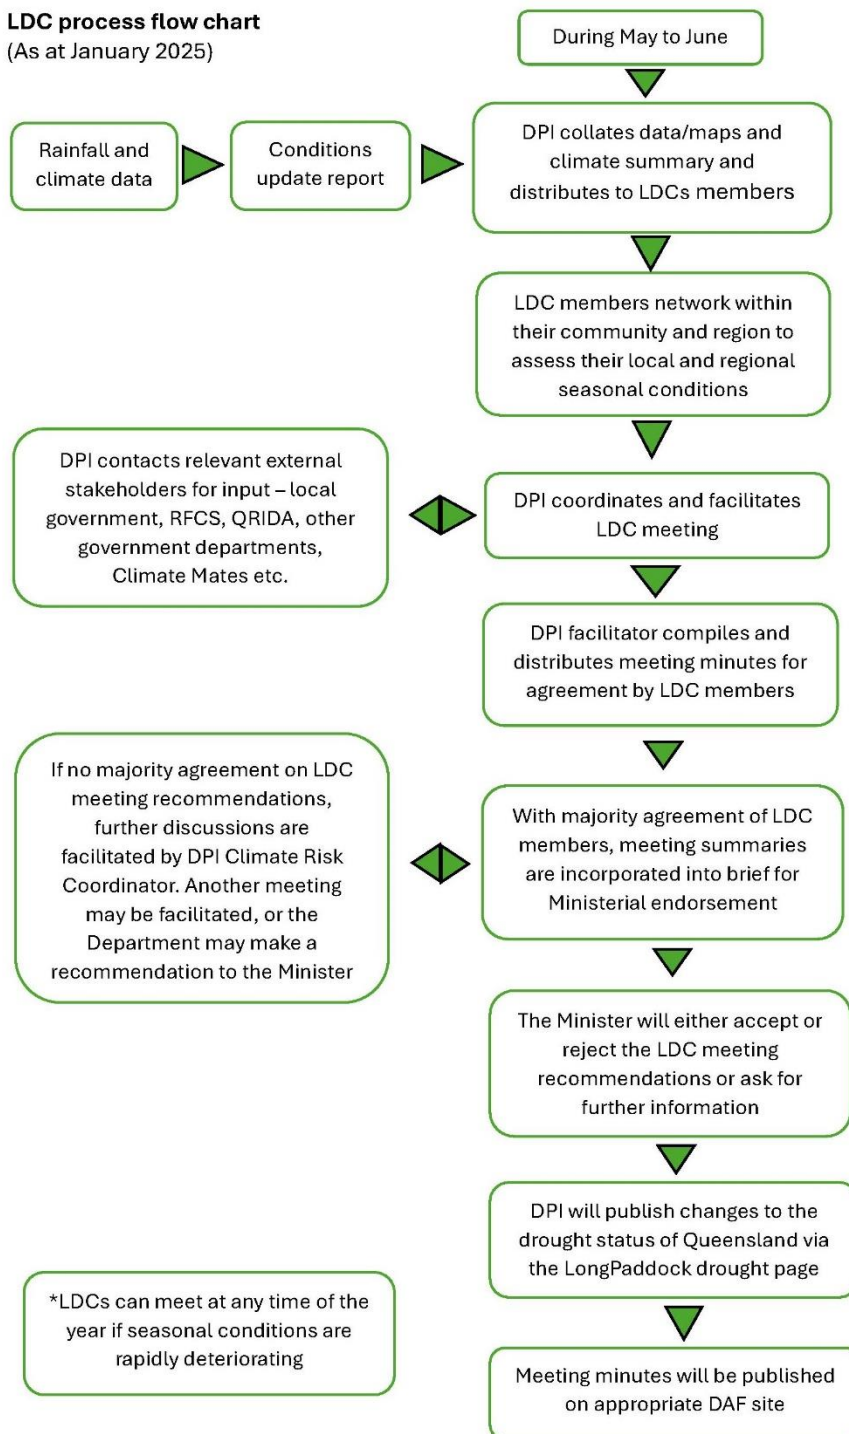 LDC process flow chart
(As at January 2025)
During May to June
Rainfall and
climate data
Conditions
update report
DPI collates data/maps and
climate summary and
distributes to LDCs members
LDC members network within
their community and region to
assess their local and regional
seasonal conditions
DPI contacts relevant external
stakeholders for input – local
government, RFCS, QRIDA, other
government departments,
Climate Mates etc.
DPI coordinates and facilitates
LDC meeting
DPI facilitator compiles and
distributes meeting minutes for
agreement by LDC members
If no majority agreement on LDC
meeting recommendations,
further discussions are
facilitated by DPI Climate Risk
Coordinator. Another meeting
may be facilitated, or the
Department may make a
recommendation to the Minister
With majority agreement of LDC
members, meeting summaries
are incorporated into brief for
Ministerial endorsement
The Minister will either accept or
reject the LDC meeting
recommendations or ask for
further information
DPI will publish changes to the
drought status of Queensland via
the LongPaddock drought page
*LDCs can meet at any time of the
year if seasonal conditions are
rapidly deteriorating
Meeting minutes will be published
on appropriate DAF site